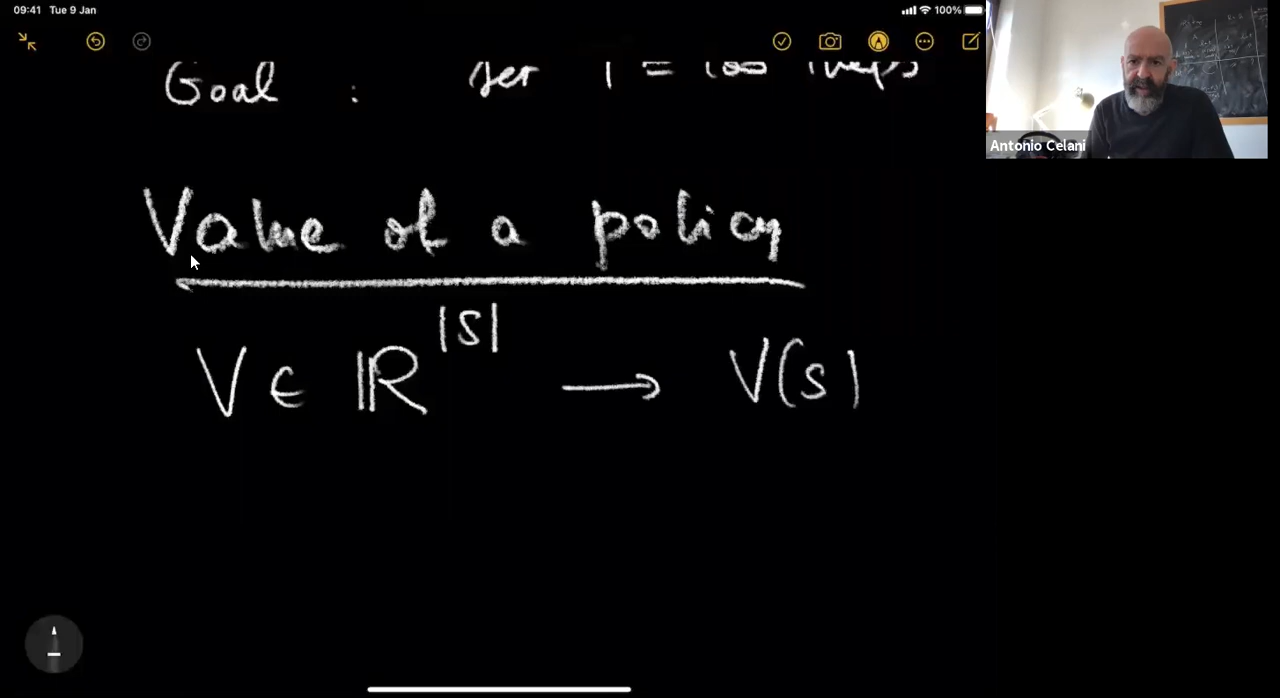 09:41 Tue 9 Jan
100%
Goal :
Antonio Celani
Value of a policy
V ∈ ℝ^|S| → V(s)